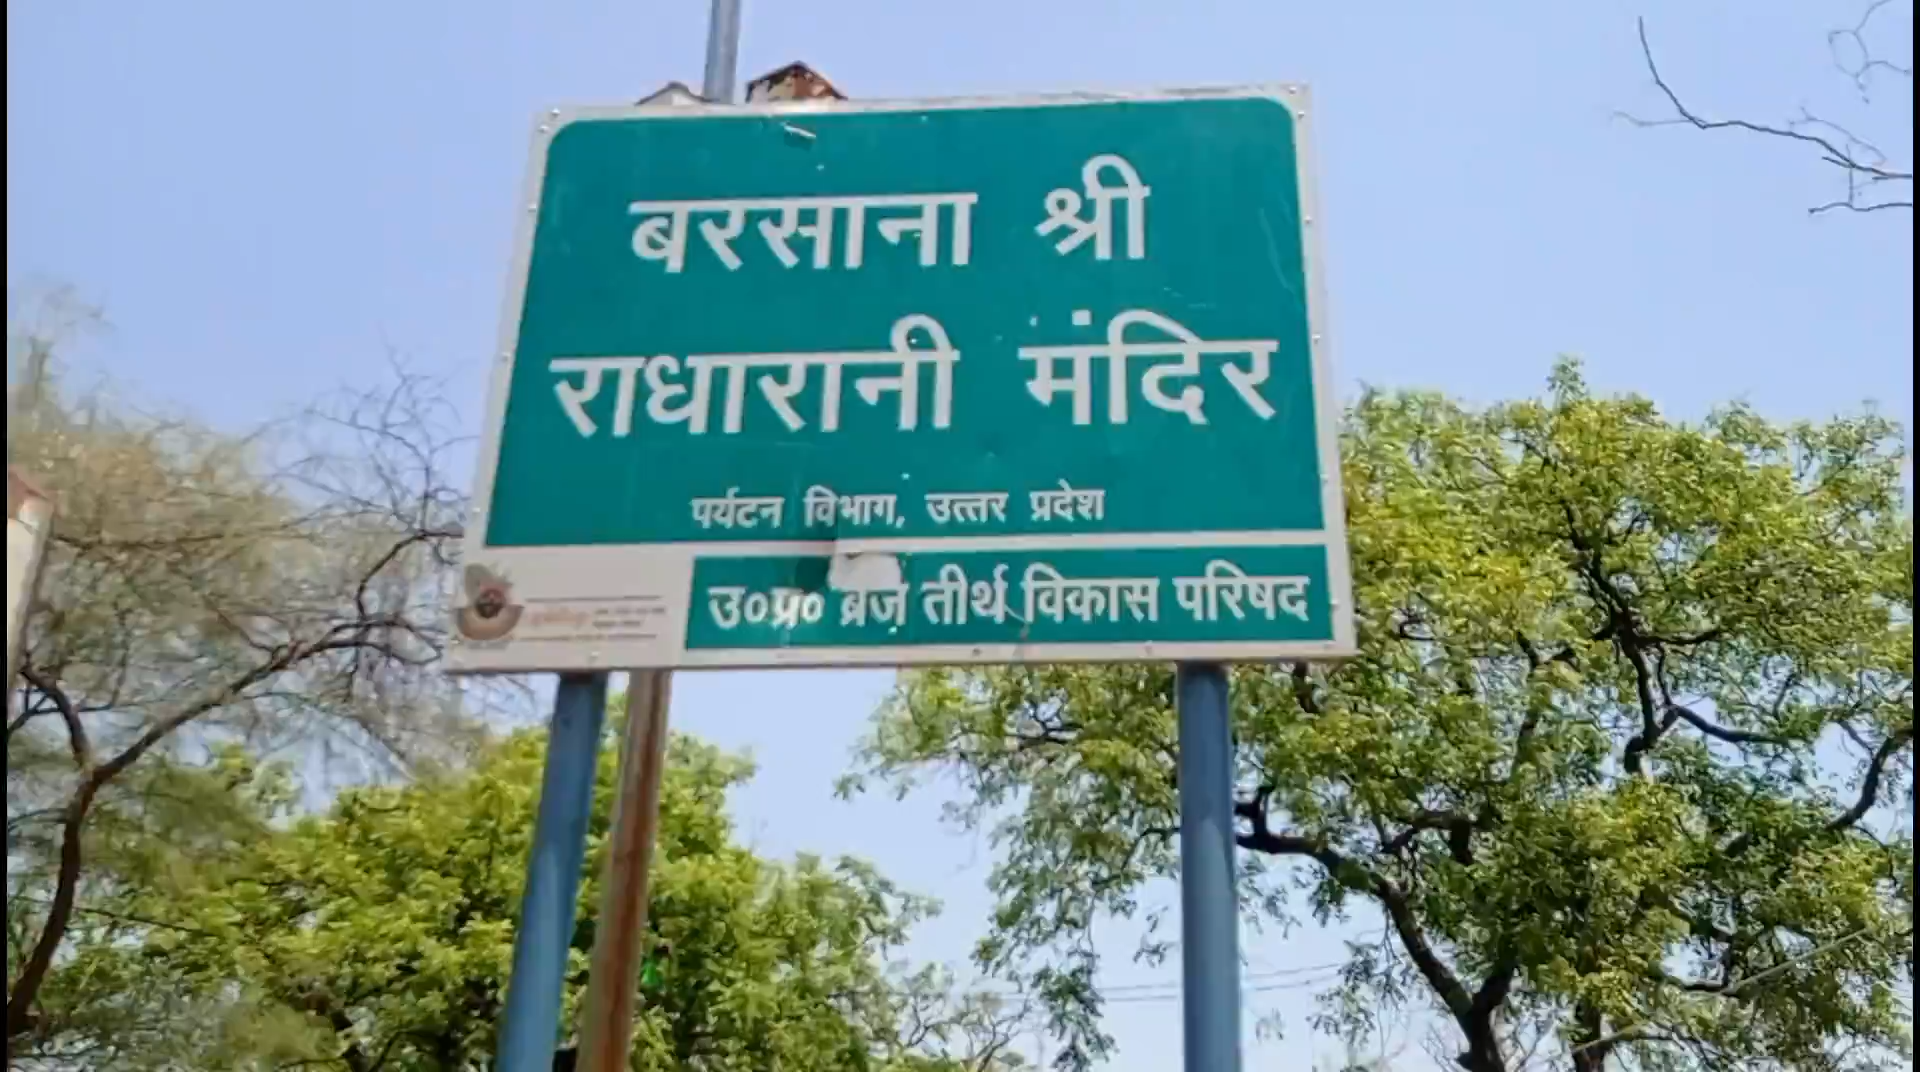 बरसाना श्री
राधारानी मंदिर
पर्यटन विभाग, उत्तर प्रदेश
उ०प्र० ब्रज तीर्थ विकास परिषद